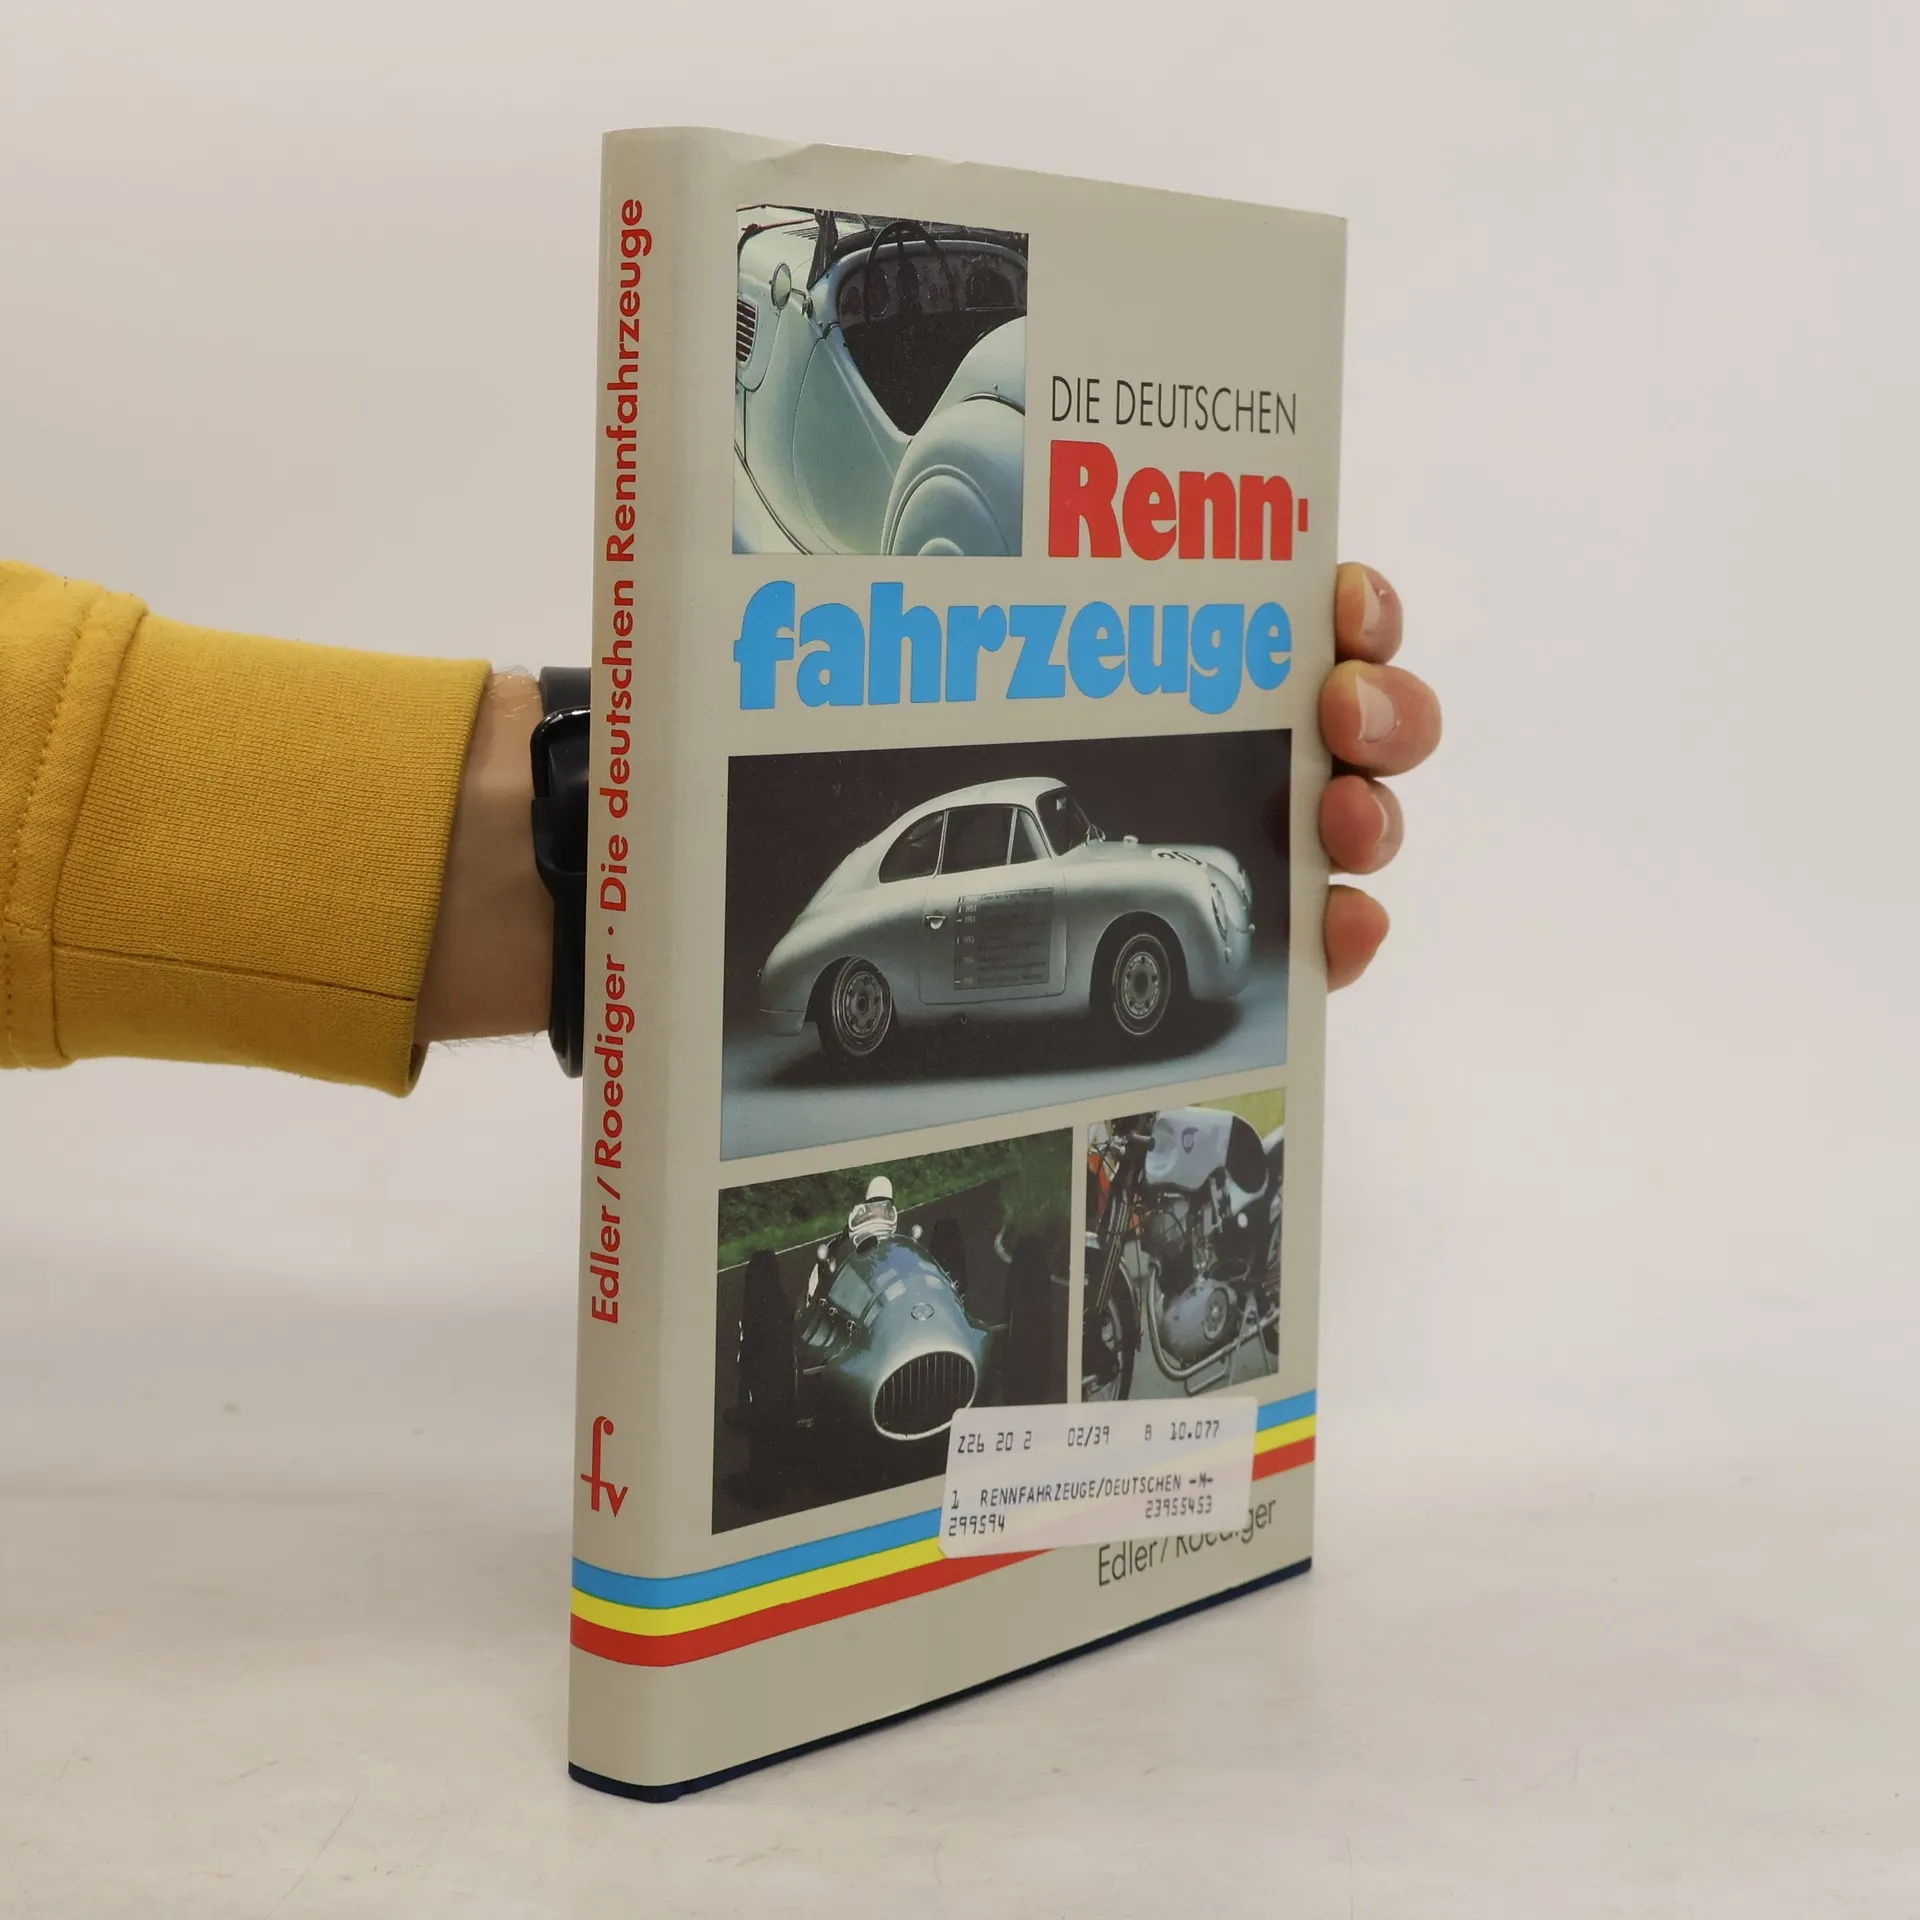 Edler/Roediger · Die deutschen Rennfahrzeuge
DIE DEUTSCHEN
Renn-
fahrzeuge
30
Z26 20 2 02/39 8 10.077
1 RENNFAHRZEUGE/DEUTSCHEN -M-
299594 23955453
Edler/Roediger